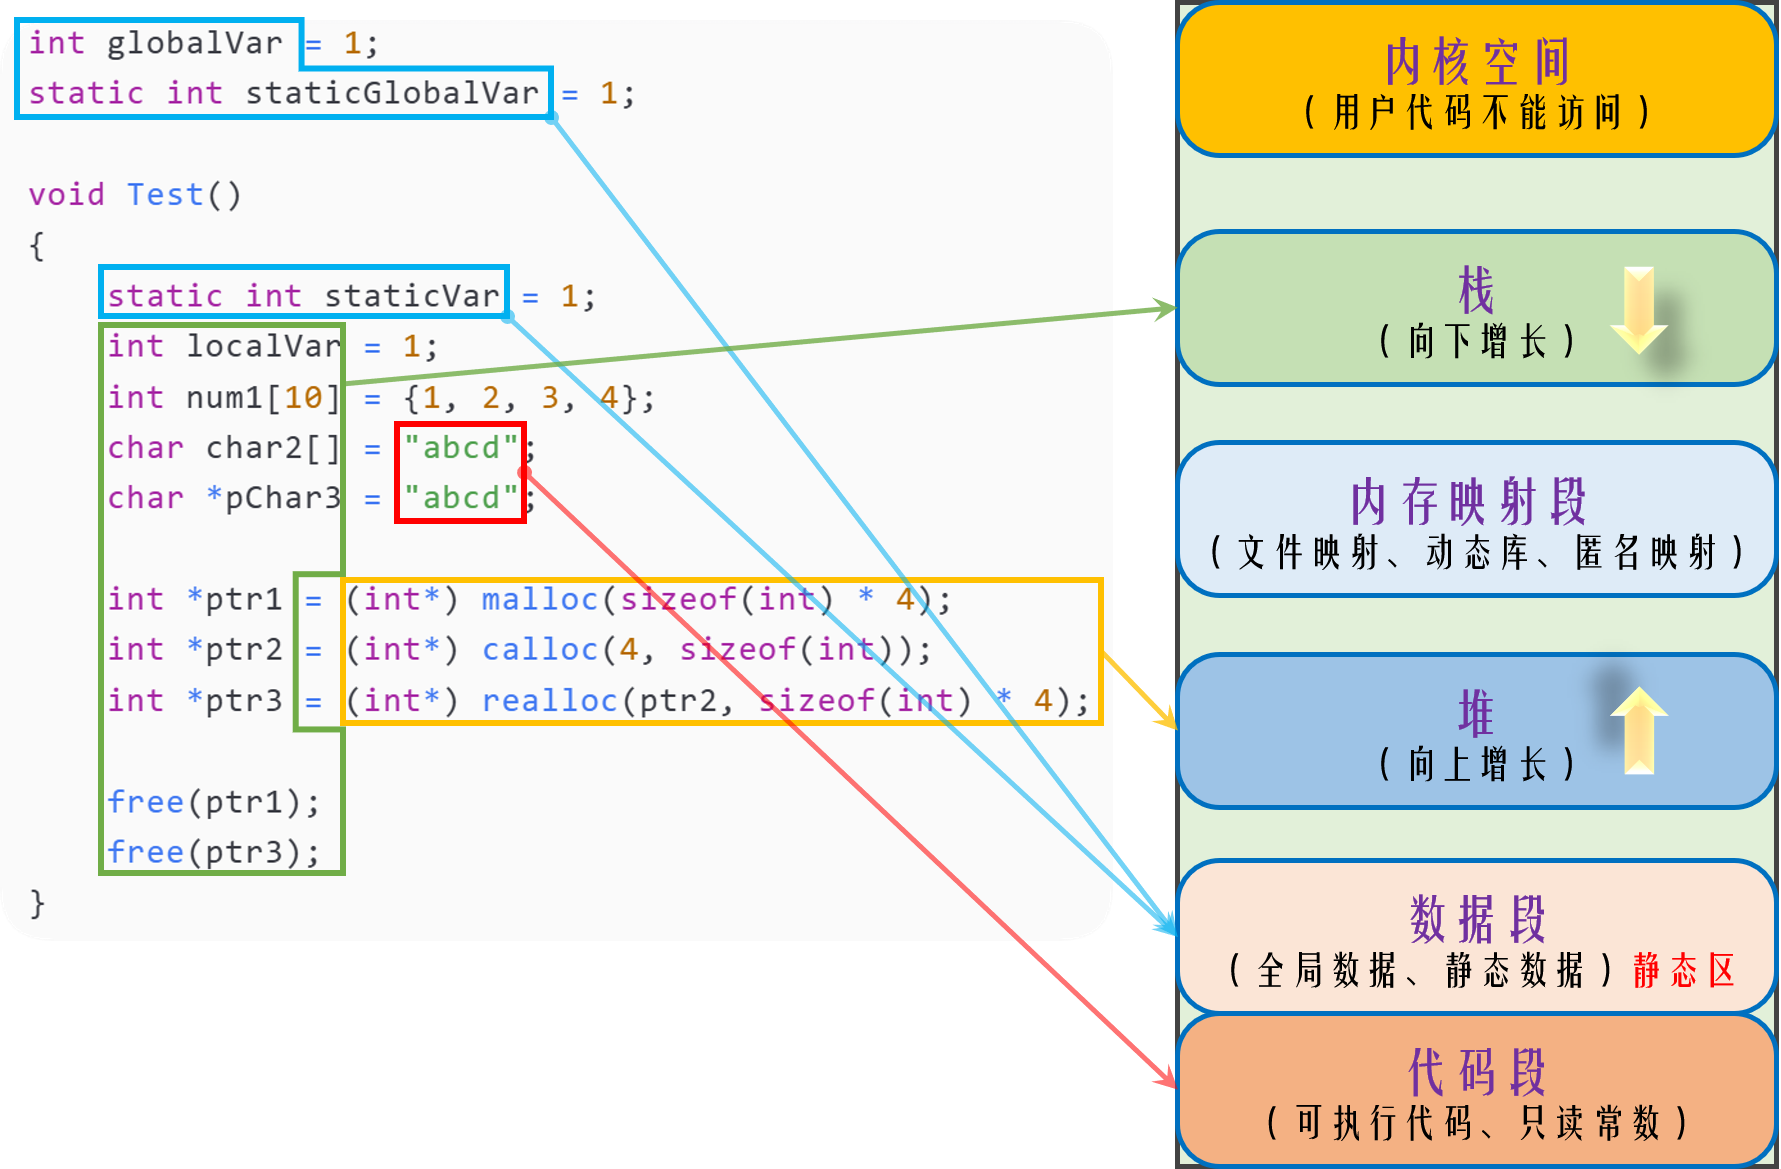 int globalVar = 1;
static int staticGlobalVar = 1;
void Test()
{
static int staticVar = 1;
int localVar = 1;
int num1[10] = {1, 2, 3, 4};
char char2[] = "abcd";
char *pChar3 = "abcd";
int *ptr1 = (int*) malloc(sizeof(int) * 4);
int *ptr2 = (int*) calloc(4, sizeof(int));
int *ptr3 = (int*) realloc(ptr2, sizeof(int) * 4);
free(ptr1);
free(ptr3);
}
内核空间
(用户代码不能访问)
栈
(向下增长)
内存映射段
(文件映射、动态库、匿名映射)
堆
(向上增长)
数据段
(全局数据、静态数据)静态区
代码段
(可执行代码、只读常数)